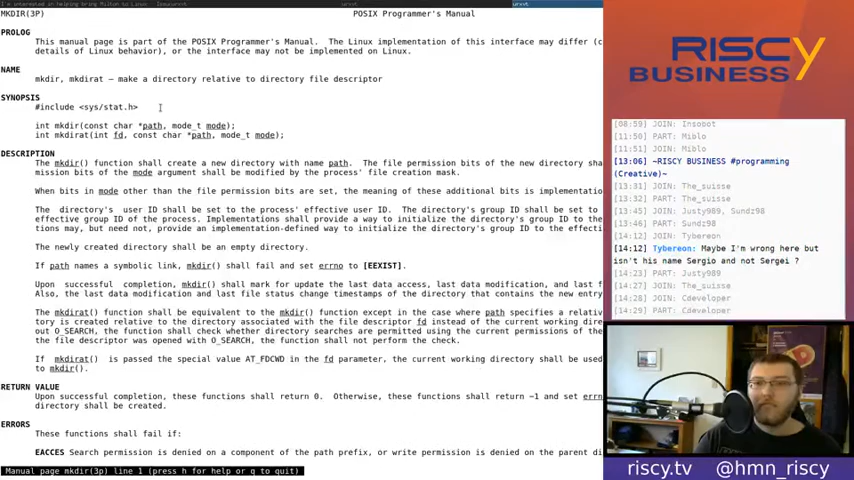 I'm interested in helping bring Milton to Linux
urxvt
urxvt
MKDIR(3P)
POSIX Programmer's Manual
PROLOG
This manual page is part of the POSIX Programmer's Manual. The Linux implementation of this interface may differ (c
details of Linux behavior), or the interface may not be implemented on Linux.
NAME
mkdir, mkdirat — make a directory relative to directory file descriptor
SYNOPSIS
#include <sys/stat.h>
int mkdir(const char *path, mode_t mode);
int mkdirat(int fd, const char *path, mode_t mode);
DESCRIPTION
The mkdir() function shall create a new directory with name path. The file permission bits of the new directory sha
mission bits of the mode argument shall be modified by the process' file creation mask.
When bits in mode other than the file permission bits are set, the meaning of these additional bits is implementatio
The directory's user ID shall be set to the process' effective user ID. The directory's group ID shall be set to
effective group ID of the process. Implementations shall provide a way to initialize the directory's group ID to the
tions may, but need not, provide an implementation-defined way to initialize the directory's group ID to the effecti
The newly created directory shall be an empty directory.
If path names a symbolic link, mkdir() shall fail and set errno to [EEXIST].
Upon successful completion, mkdir() shall mark for update the last data access, last data modification, and last f
Also, the last data modification and last file status change timestamps of the directory that contains the new entry
The mkdirat() function shall be equivalent to the mkdir() function except in the case where path specifies a relativ
tory is created relative to the directory associated with the file descriptor fd instead of the current working dire
out O_SEARCH, the function shall check whether directory searches are permitted using the current permissions of the
the file descriptor was opened with O_SEARCH, the function shall not perform the check.
If mkdirat() is passed the special value AT_FDCWD in the fd parameter, the current working directory shall be used
to mkdir().
RETURN VALUE
Upon successful completion, these functions shall return 0. Otherwise, these functions shall return −1 and set errn
directory shall be created.
ERRORS
These functions shall fail if:
EACCES Search permission is denied on a component of the path prefix, or write permission is denied on the parent di
Manual page mkdir(3p) line 1 (press h for help or q to quit)
RISCY
BUSINESS
[08:59] JOIN: Insobot
[11:50] PART: Miblo
[11:51] JOIN: Miblo
[13:06] ~RISCY BUSINESS #programming
(Creative)~
[13:31] JOIN: The_suisse
[13:32] PART: The_suisse
[13:45] JOIN: Justy989, Sundz98
[13:46] PART: Sundz98
[14:12] JOIN: Tybereon
[14:12] Tybereon: Maybe I'm wrong here but
isn't his name Sergio and not Sergei ?
[14:23] PART: Justy989
[14:27] JOIN: The_suisse
[14:28] JOIN: Cdeveloper
[14:29] PART: Cdeveloper
riscy.tv @hmn_riscy